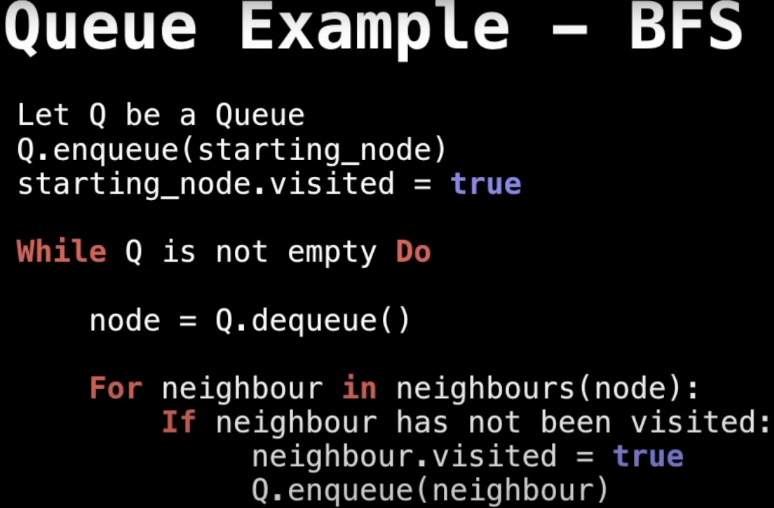 Queue Example – BFS
Let Q be a Queue
Q.enqueue(starting_node)
starting_node.visited = true
While Q is not empty Do
node = Q.dequeue()
For neighbour in neighbours(node):
If neighbour has not been visited:
neighbour.visited = true
Q.enqueue(neighbour)